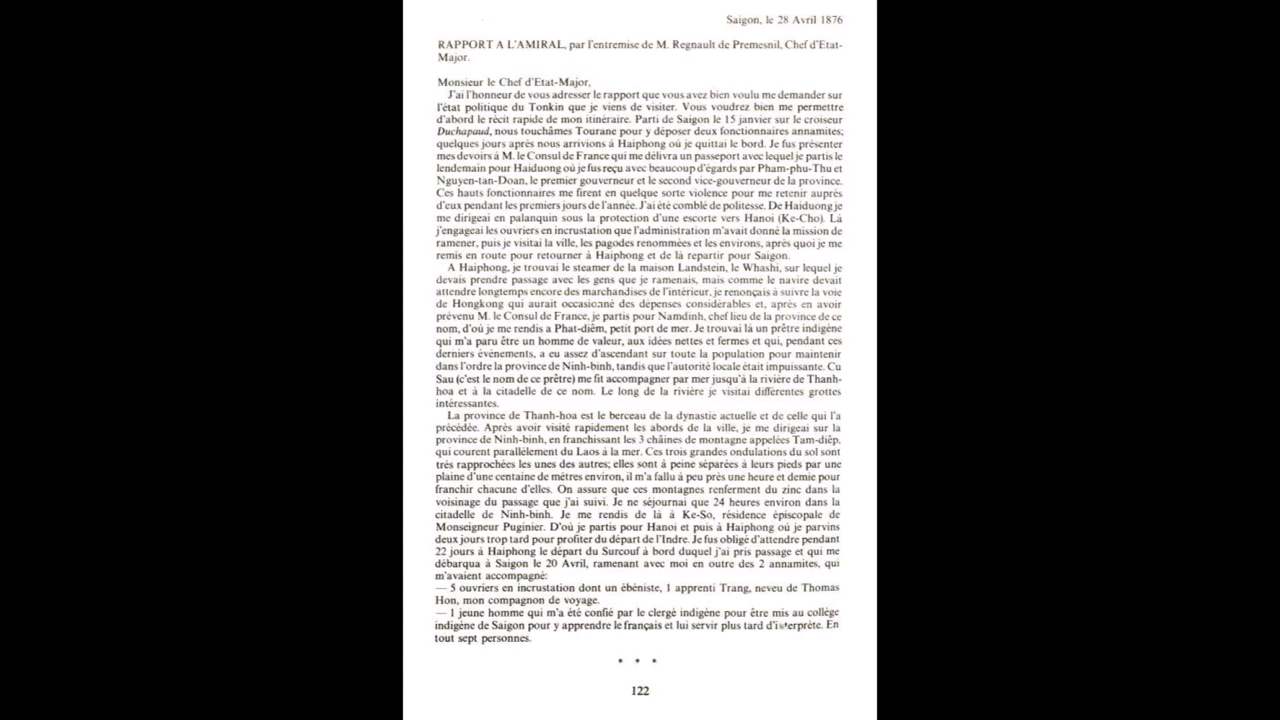 Saigon, le 28 Avril 1876
RAPPORT A L'AMIRAL, par l'entremise de M. Regnault de Premesnil, Chef d'Etat-
Major.
Monsieur le Chef d'Etat-Major,
J'ai l'honneur de vous adresser le rapport que vous avez bien voulu me demander sur
l'état politique du Tonkin que je viens de visiter. Vous voudrez bien me permettre
d'abord le récit rapide de mon itinéraire. Parti de Saigon le 15 janvier sur le croiseur
Duchapaud, nous touchâmes Tourane pour y déposer deux fonctionnaires annamites;
quelques jours après nous arrivions à Haiphong où je quittai le bord. Je fus présenter
mes devoirs à M. le Consul de France qui me délivra un passeport avec lequel je partis le
lendemain pour Haiduong où je fus reçu avec beaucoup d'égards par Pham-phu-Thu et
Nguyen-tan-Doan, le premier gouverneur et le second vice-gouverneur de la province.
Ces hauts fonctionnaires me firent en quelque sorte violence pour me retenir auprès
d'eux pendant les premiers jours de l'année. J'ai été comblé de politesse. De Haiduong je
me dirigeai en palanquin sous la protection d'une escorte vers Hanoi (Ke-Cho). Là
j'engageai les ouvriers en incrustation que l'administration m'avait donné la mission de
ramener, puis je visitai la ville, les pagodes renommées et les environs, après quoi je me
remis en route pour retourner à Haiphong et de là repartir pour Saigon.
A Haiphong, je trouvai le steamer de la maison Landstein, le Whashi, sur lequel je
devais prendre passage avec les gens que je ramenais, mais comme le navire devait
attendre longtemps encore des marchandises de l'intérieur, je renonçais à suivre la voie
de Hongkong qui aurait occasionné des dépenses considérables et, après en avoir
prévenu M. le Consul de France, je partis pour Namdinh, chef lieu de la province de ce
nom, d'où je me rendis a Phat-diêm, petit port de mer. Je trouvai là un prêtre indigène
qui m'a paru être un homme de valeur, aux idées nettes et fermes et qui, pendant ces
derniers évènements, a eu assez d'ascendant sur toute la population pour maintenir
dans l'ordre la province de Ninh-binh, tandis que l'autorité locale était impuissante. Cu
Sau (c'est le nom de ce prêtre) me fit accompagner par mer jusqu'à la rivière de Thanh-
hoa et à la citadelle de ce nom. Le long de la rivière je visitai différentes grottes
intéressantes.
La province de Thanh-hoa est le berceau de la dynastie actuelle et de celle qui l'a
précédée. Après avoir visité rapidement les abords de la ville, je me dirigeai sur la
province de Ninh-binh, en franchissant les 3 chaînes de montagne appelées Tam-diêp,
qui courent parallèlement du Laos à la mer. Ces trois grandes ondulations du sol sont
très rapprochées les unes des autres; elles sont à peine séparées à leurs pieds par une
plaine d'une centaine de mètres environ, il m'a fallu à peu près une heure et demie pour
franchir chacune d'elles. On assure que ces montagnes renferment du zinc dans la
voisinage du passage que j'ai suivi. Je ne séjournai que 24 heures environ dans la
citadelle de Ninh-binh. Je me rendis de là à Ke-So, résidence épiscopale de
Monseigneur Puginier. D'où je partis pour Hanoi et puis à Haiphong où je parvins
deux jours trop tard pour profiter du départ de l'Indre. Je fus obligé d'attendre pendant
22 jours à Haiphong le départ du Surcouf à bord duquel j'ai pris passage et qui me
débarqua à Saigon le 20 Avril, ramenant avec moi en outre des 2 annamites, qui
m'avaient accompagné:
— 5 ouvriers en incrustation dont un ébéniste, 1 apprenti Trang, neveu de Thomas
Hon, mon compagnon de voyage.
— 1 jeune homme qui m'a été confié par le clergé indigène pour être mis au collège
indigène de Saigon pour y apprendre le français et lui servir plus tard d'interprète. En
tout sept personnes.
* * *
122